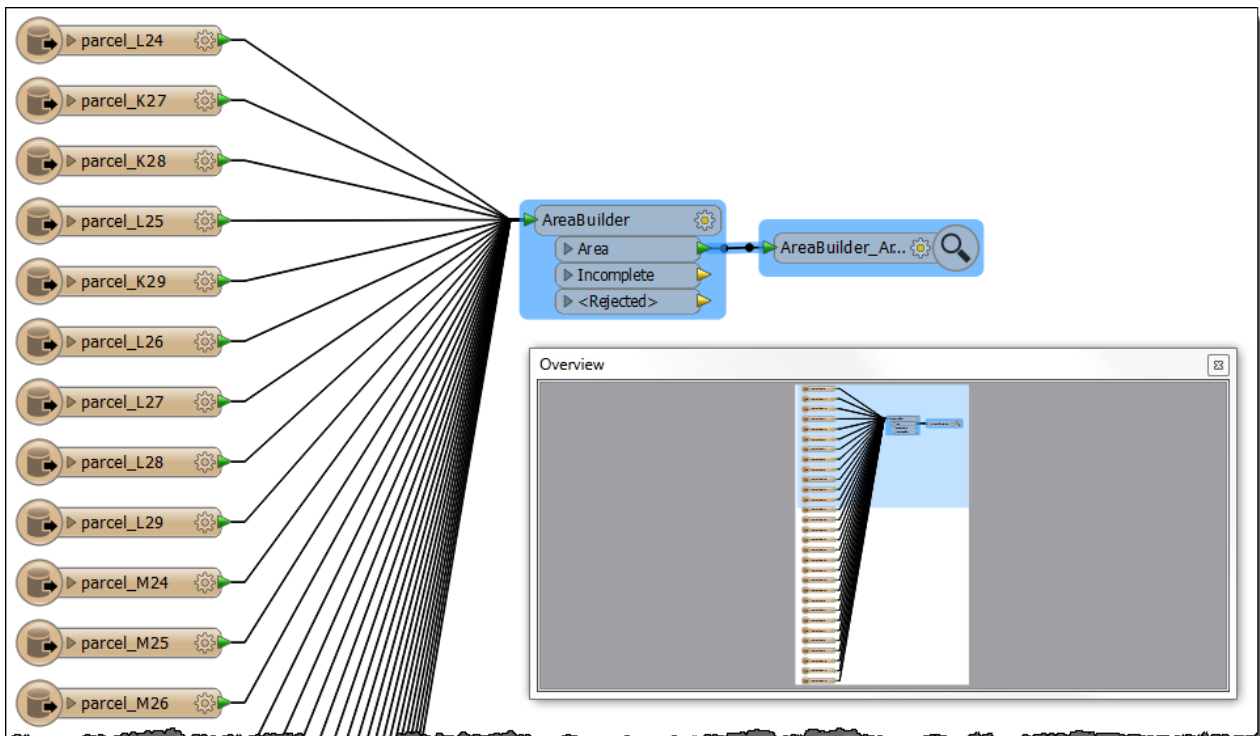 parcel_L24
parcel_K27
parcel_K28
parcel_L25
parcel_K29
parcel_L26
parcel_L27
parcel_L28
parcel_L29
parcel_M24
parcel_M25
parcel_M26
AreaBuilder
Area
Incomplete
<Rejected>
AreaBuilder_Ar...
Overview